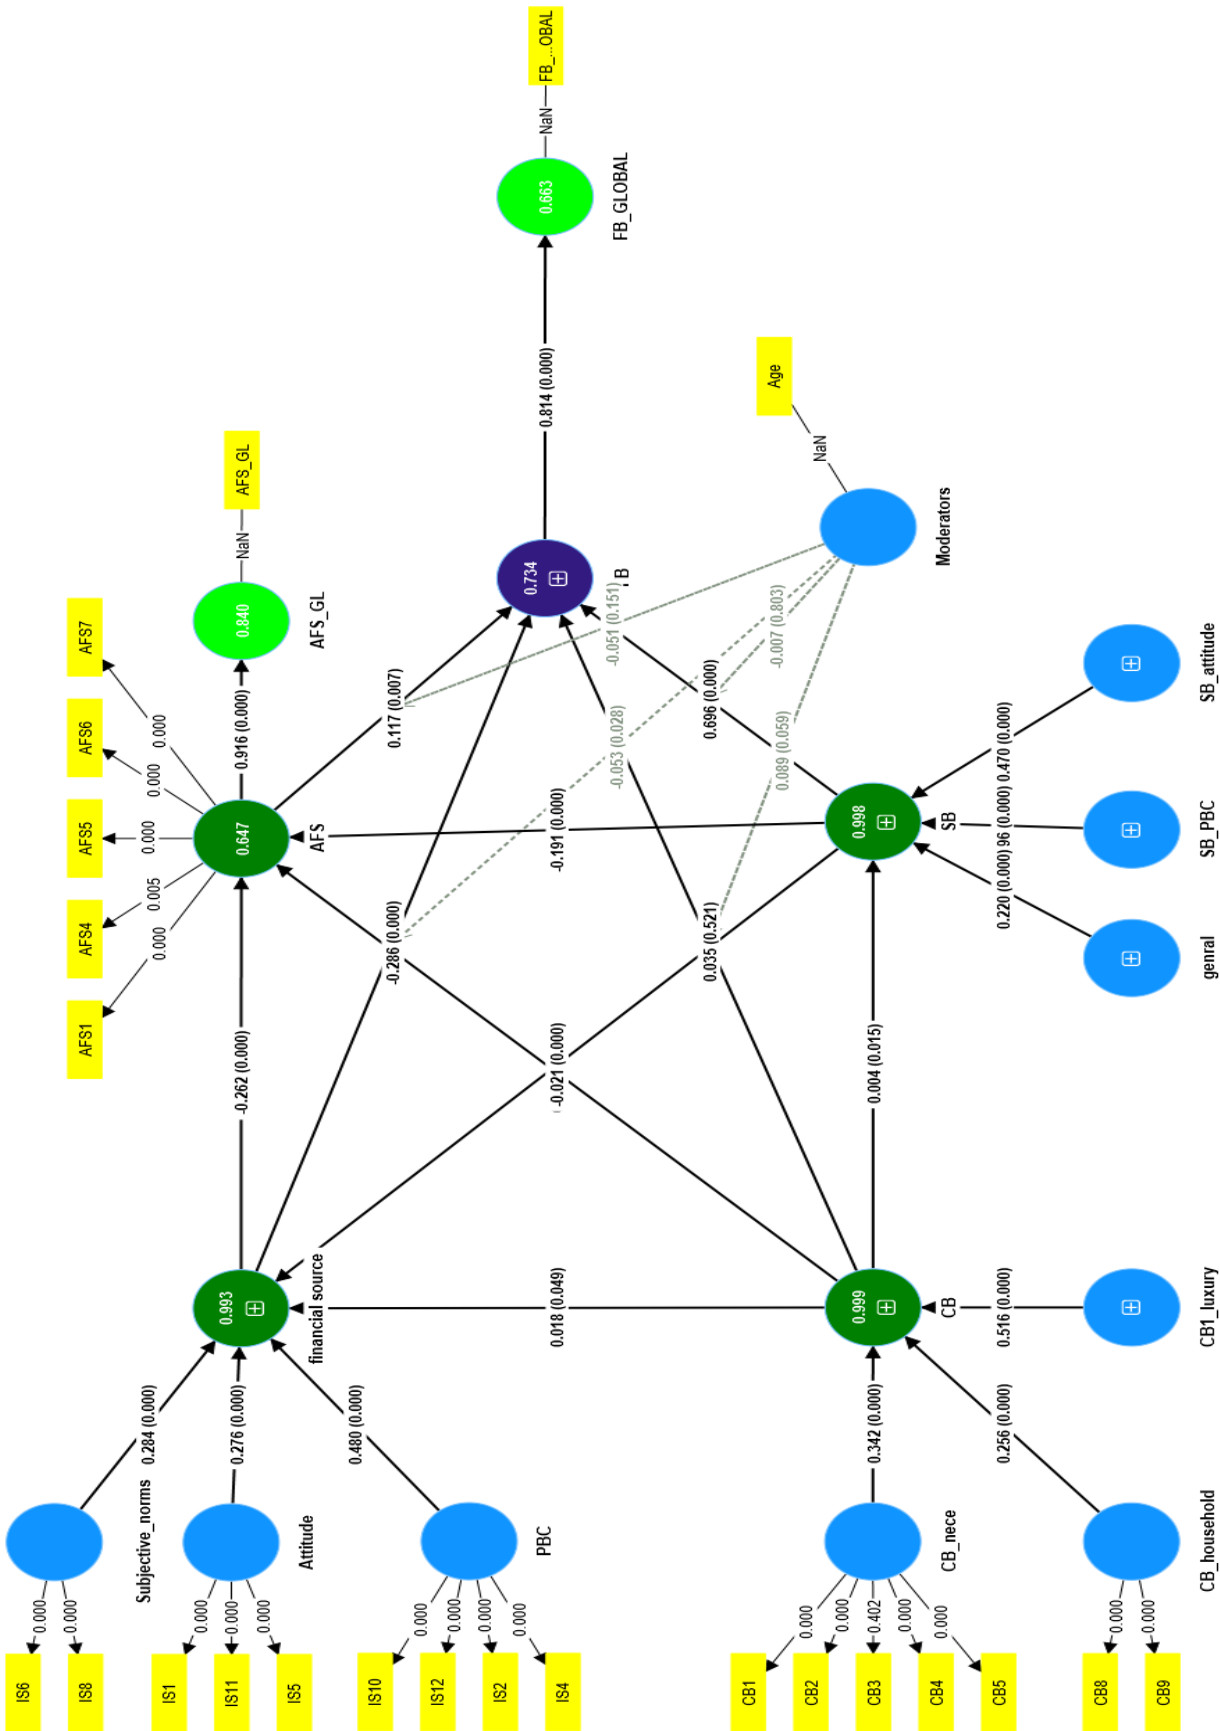 IS6
IS8
IS1
IS11
IS5
IS10
IS12
IS2
IS4
CB1
CB2
CB3
CB4
CB5
CB8
CB9
0.000
0.000
0.000
0.000
0.000
0.000
0.000
0.000
0.000
0.000
0.000
0.402
0.000
0.000
0.000
0.000
Subjective_norms
Attitude
PBC
CB_nece
CB_household
0.284 (0.000)
0.276 (0.000)
0.480 (0.000)
0.342 (0.000)
0.256 (0.000)
0.516 (0.000)
0.993
financial source
0.018 (0.049)
0.999
CB
CB1_luxury
-0.262 (0.000)
-0.286 (0.000)
-0.021 (0.000)
0.035 (0.521)
0.004 (0.015)
AFS1
AFS4
AFS5
AFS6
AFS7
0.000
0.005
0.000
0.000
0.000
0.647
AFS
-0.191 (0.000)
0.998
SB
0.220 (0.000)
96 (0.000)
0.470 (0.000)
genral
SB_PBC
SB_attitude
0.916 (0.000)
0.117 (0.007)
-0.053 (0.028)
0.696 (0.000)
0.089 (0.059)
-0.051 (0.151)
-0.007 (0.803)
0.840
AFS_GL
NaN
AFS_GL
0.734
B
Moderators
NaN
Age
0.814 (0.000)
0.663
FB_GLOBAL
NaN
FB_...OBAL